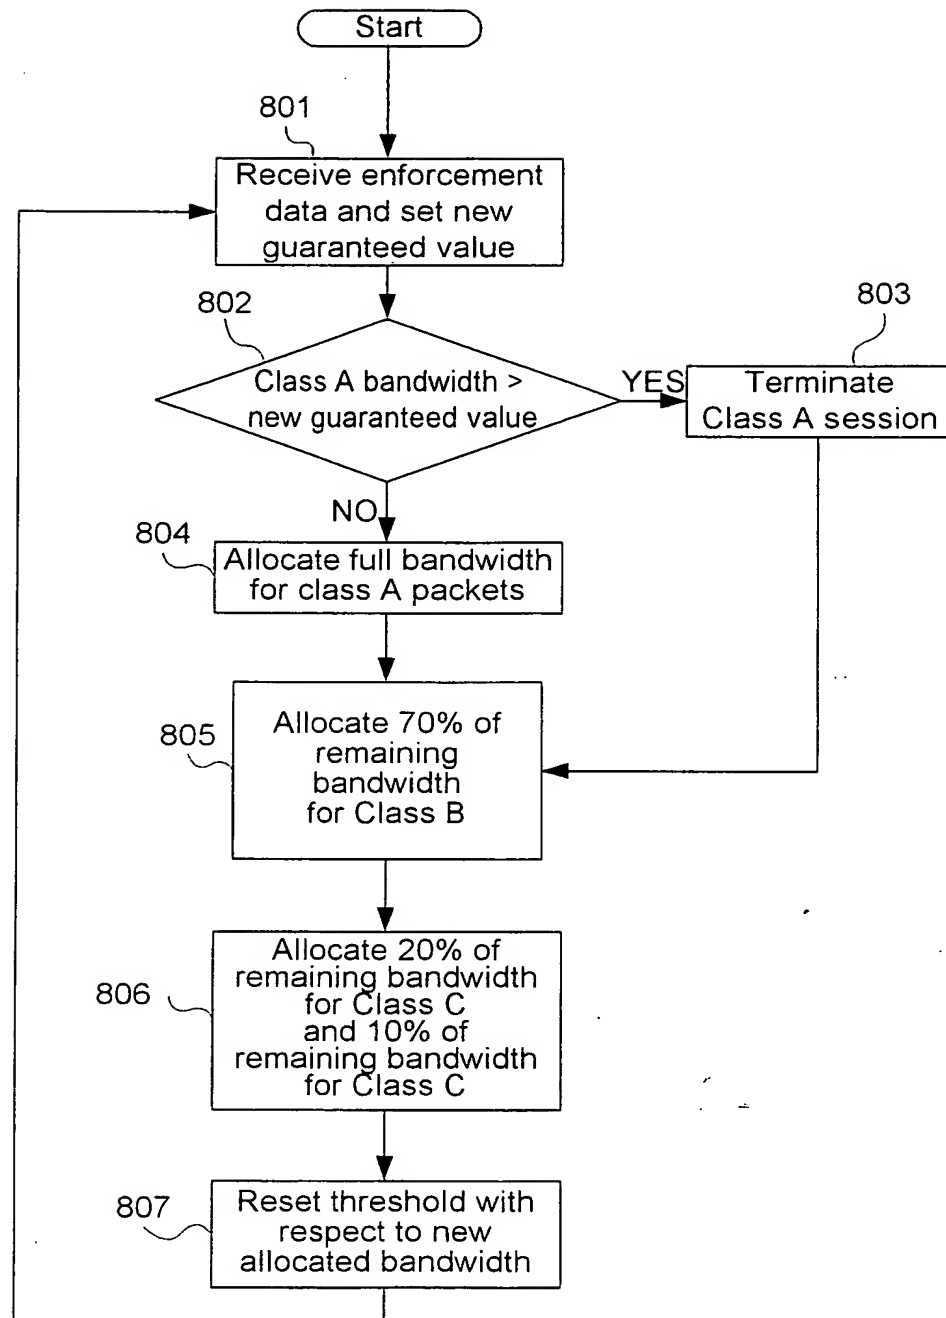 Start
801
Receive enforcement
data and set new
guaranteed value
802
Class A bandwidth >
new guaranteed value
YES
803
Terminate
Class A session
NO
804
Allocate full bandwidth
for class A packets
805
Allocate 70% of
remaining
bandwidth
for Class B
806
Allocate 20% of
remaining bandwidth
for Class C
and 10% of
remaining bandwidth
for Class C
807
Reset threshold with
respect to new
allocated bandwidth